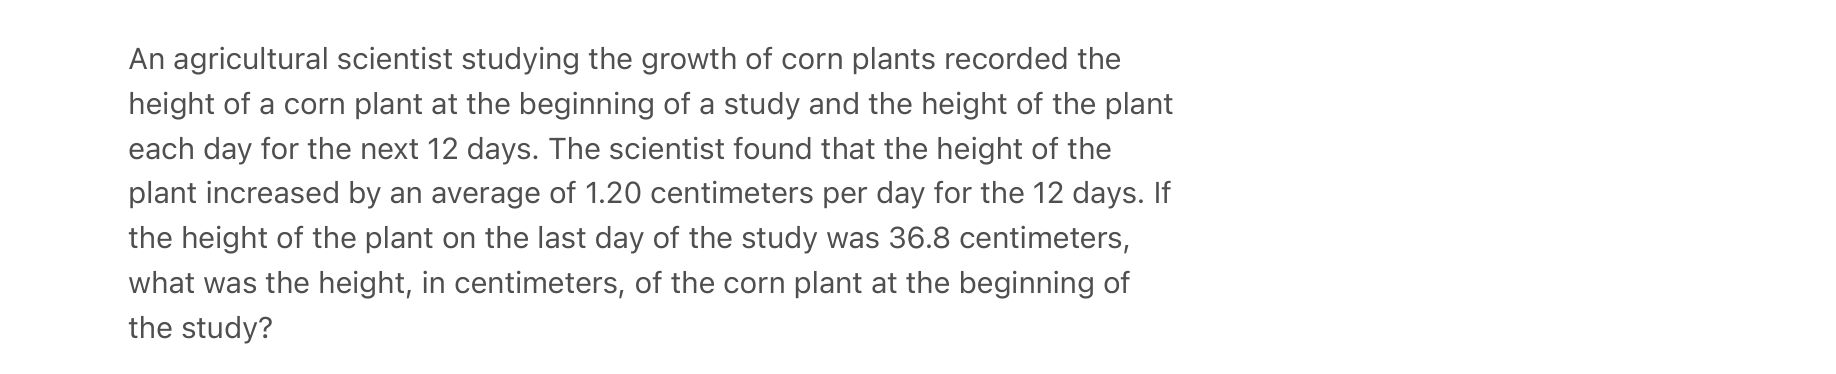 An agricultural scientist studying the growth of corn plants recorded the
height of a corn plant at the beginning of a study and the height of the plant
each day for the next 12 days. The scientist found that the height of the
plant increased by an average of 1.20 centimeters per day for the 12 days. If
the height of the plant on the last day of the study was 36.8 centimeters,
what was the height, in centimeters, of the corn plant at the beginning of
the study?